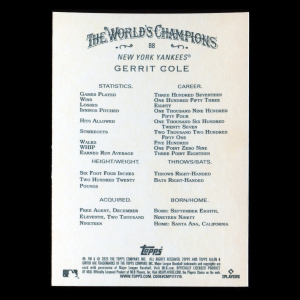 THE WORLD'S CHAMPIONS
88
NEW YORK YANKEES®
GERRIT COLE
STATISTICS. CAREER.
GAMES PLAYED THREE HUNDRED SEVENTEEN
WINS ONE HUNDRED FIFTY THREE
LOSSES EIGHTY
INNINGS PITCHED ONE THOUSAND NINE HUNDRED
FIFTY FOUR
HITS ALLOWED ONE THOUSAND SIX HUNDRED
TWENTY SEVEN
STRIKEOUTS TWO THOUSAND TWO HUNDRED
FIFTY ONE
WALKS FIVE HUNDRED
WHIP ONE POINT ZERO NINE
EARNED RUN AVERAGE THREE POINT EIGHTEEN
HEIGHT/WEIGHT. THROWS/BATS.
SIX FOOT FOUR INCHES THROWS RIGHT-HANDED
TWO HUNDRED TWENTY BATS RIGHT-HANDED
POUNDS
ACQUIRED. BORN/HOME.
FREE AGENT, DECEMBER BORN: SEPTEMBER EIGHTH,
ELEVENTH, TWO THOUSAND NINETEEN NINETY
NINETEEN HOME: SANTA ANA, CALIFORNIA
TOPPS